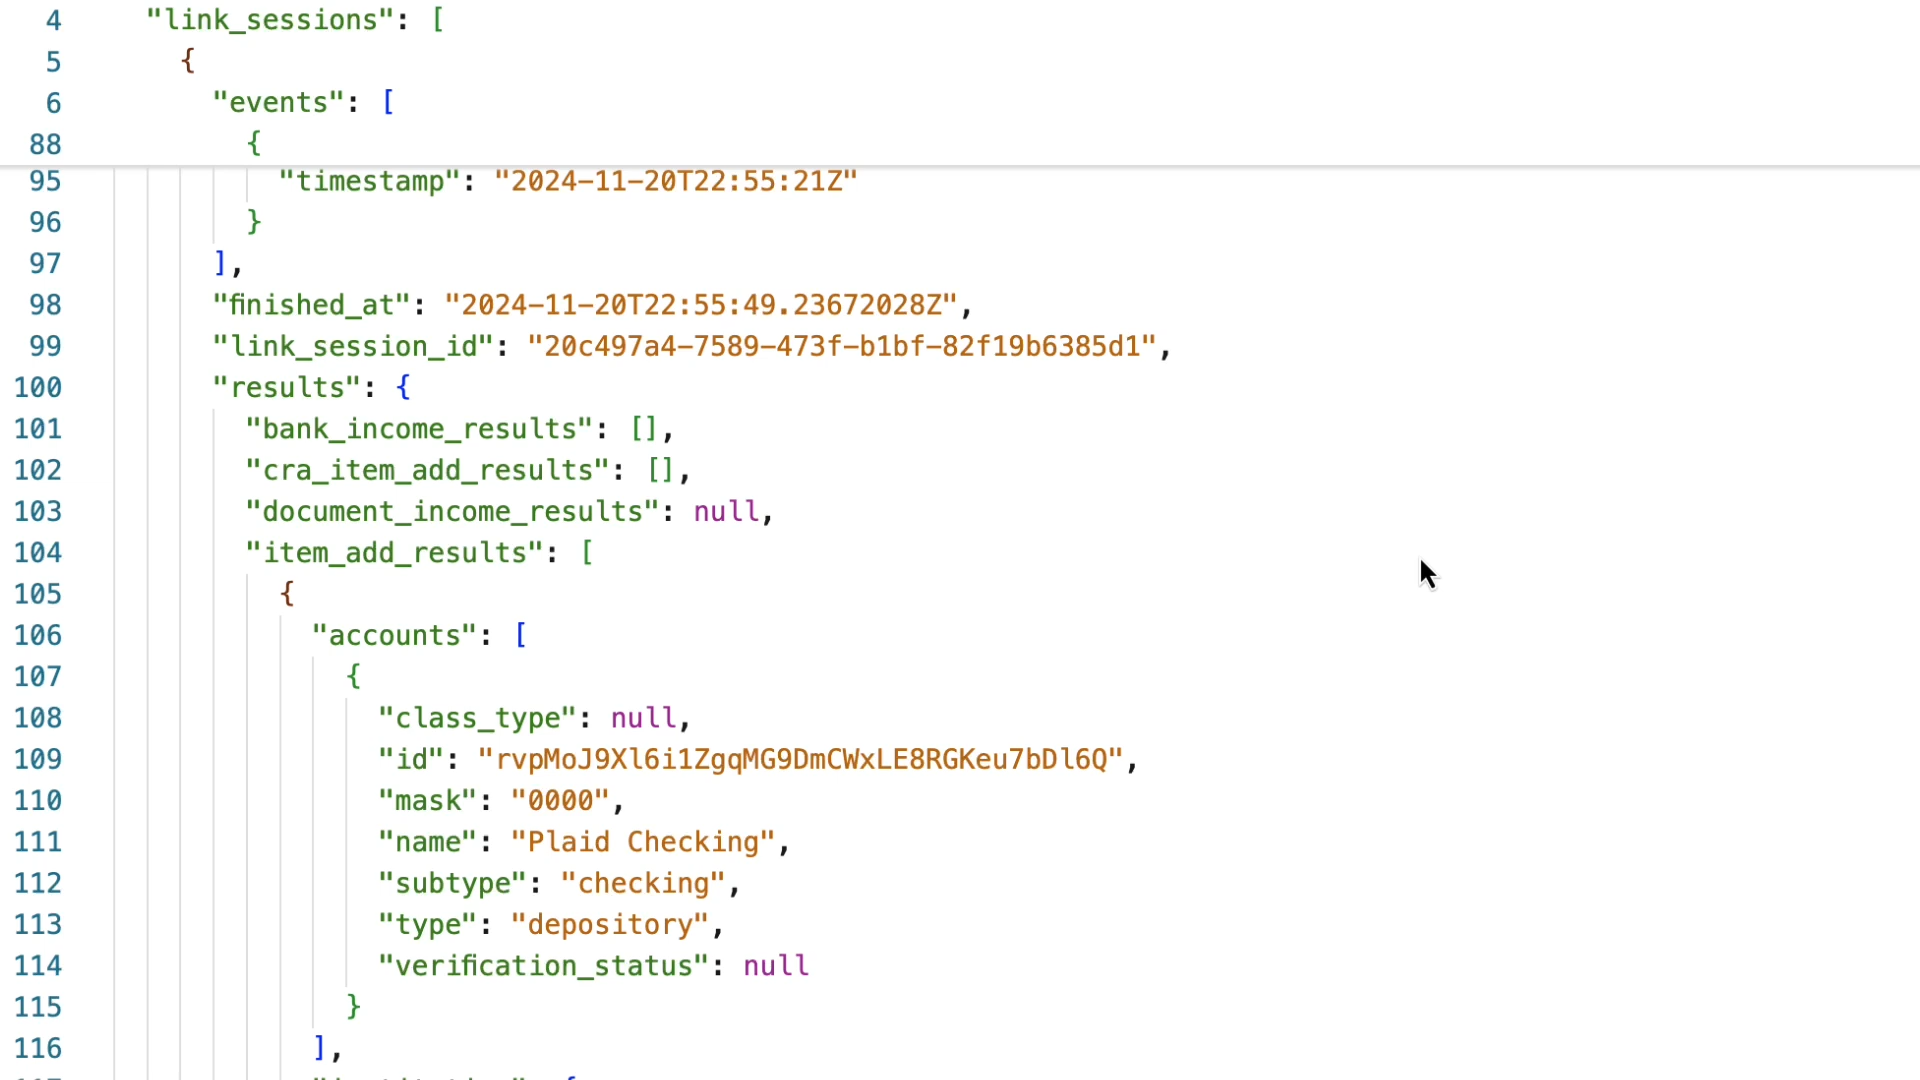 4 "link_sessions": [
5 {
6 "events": [
88 {
95 "timestamp": "2024-11-20T22:55:21Z"
96 }
97 ],
98 "finished_at": "2024-11-20T22:55:49.23672028Z",
99 "link_session_id": "20c497a4-7589-473f-b1bf-82f19b6385d1",
100 "results": {
101 "bank_income_results": [],
102 "cra_item_add_results": [],
103 "document_income_results": null,
104 "item_add_results": [
105 {
106 "accounts": [
107 {
108 "class_type": null,
109 "id": "rvpMoJ9Xl6i1ZgqMG9DmCWxLE8RGKeu7bDl6Q",
110 "mask": "0000",
111 "name": "Plaid Checking",
112 "subtype": "checking",
113 "type": "depository",
114 "verification_status": null
115 }
116 ],